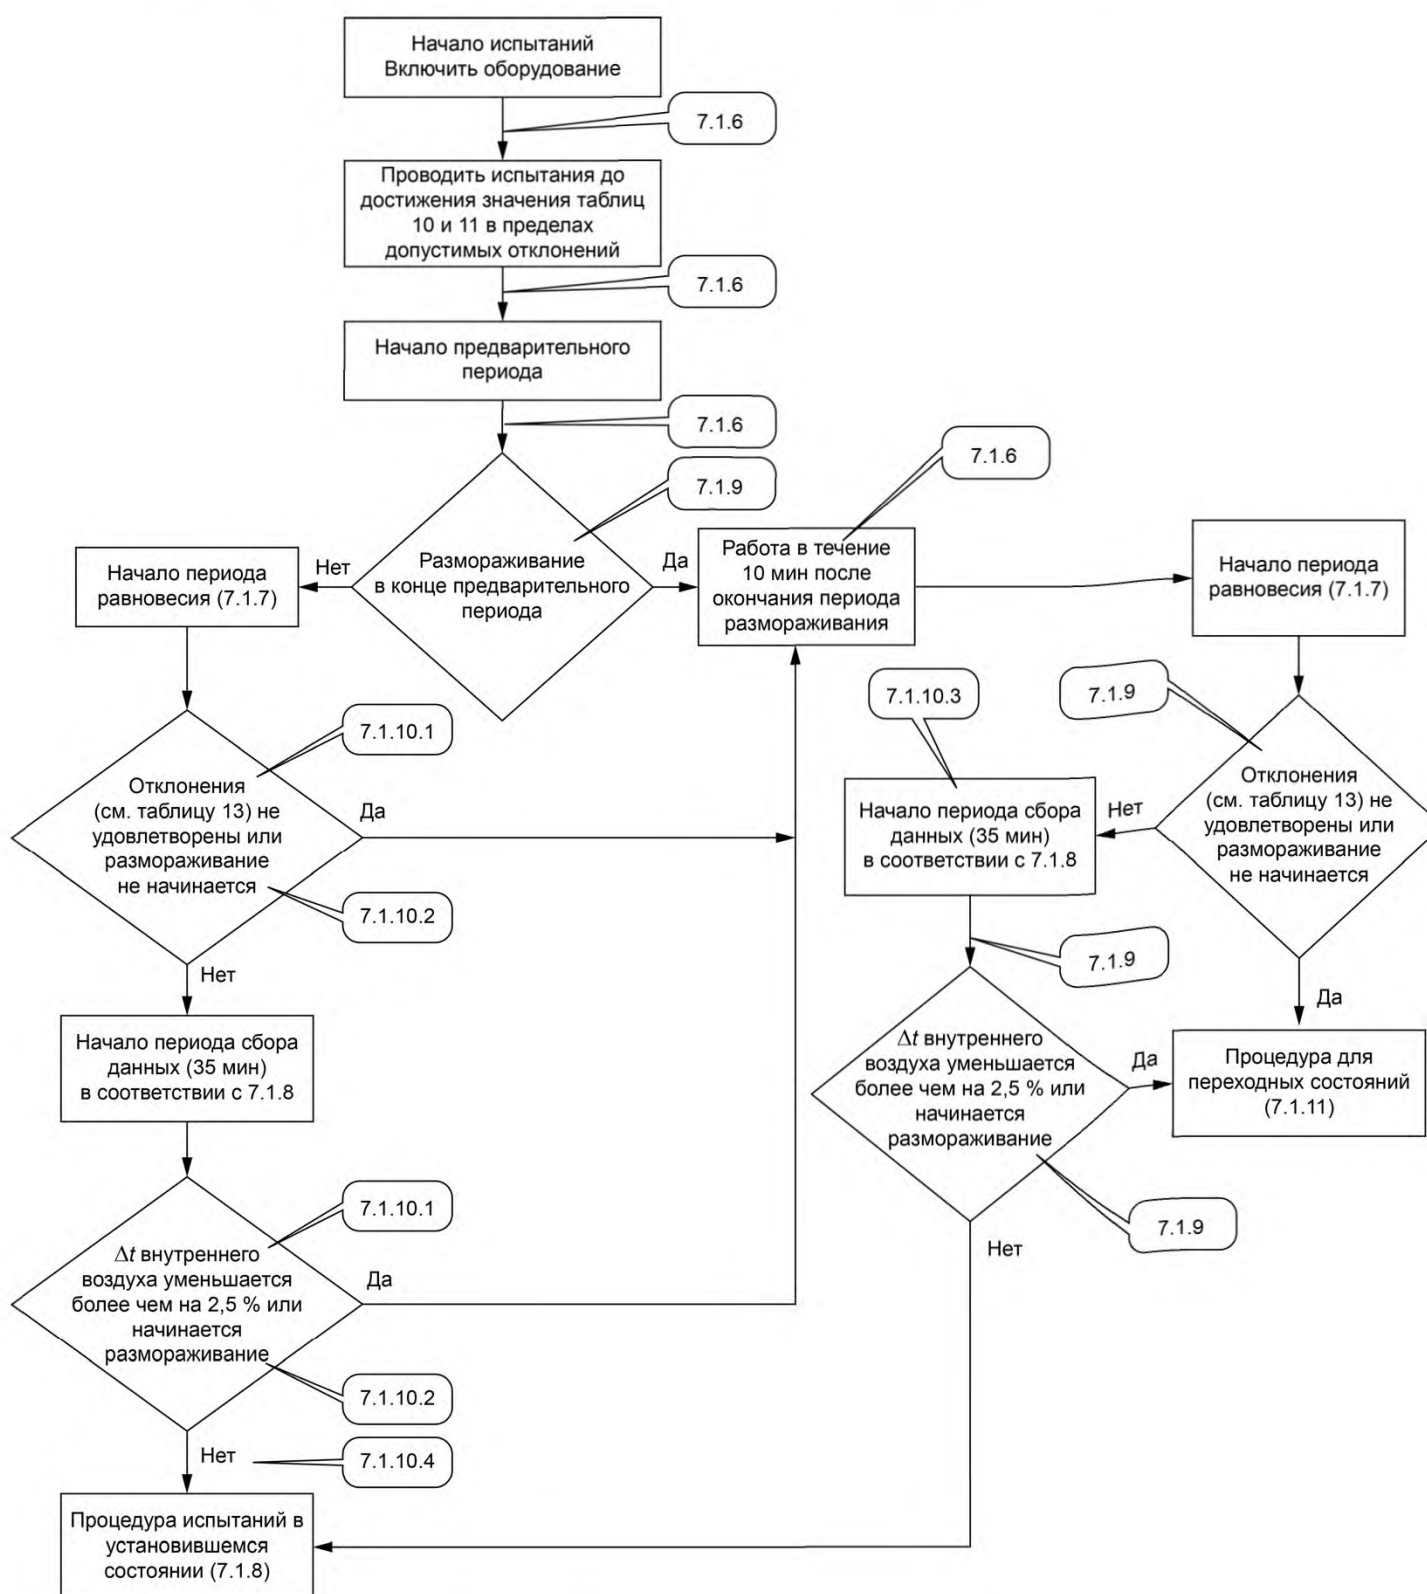 Начало испытаний
Включить оборудование
7.1.6
Проводить испытания до
достижения значения таблиц
10 и 11 в пределах
допустимых отклонений
7.1.6
Начало предварительного
периода
7.1.6
7.1.9
Размораживание
в конце предварительного
периода
Нет
Да
Начало периода
равновесия (7.1.7)
7.1.6
Работа в течение
10 мин после
окончания периода
размораживания
Начало периода
равновесия (7.1.7)
7.1.10.1
Отклонения
(см. таблицу 13) не
удовлетворены или
размораживание
не начинается
Да
7.1.10.2
Нет
7.1.9
Отклонения
(см. таблицу 13) не
удовлетворены или
размораживание
не начинается
Нет
Да
7.1.10.3
Начало периода сбора
данных (35 мин)
в соответствии с 7.1.8
7.1.9
Начало периода сбора
данных (35 мин)
в соответствии с 7.1.8
Δt внутреннего
воздуха уменьшается
более чем на 2,5 % или
начинается
размораживание
Да
Процедура для
переходных состояний
(7.1.11)
7.1.9
Нет
7.1.10.1
Δt внутреннего
воздуха уменьшается
более чем на 2,5 % или
начинается
размораживание
Да
7.1.10.2
Нет
7.1.10.4
Процедура испытаний в
установившемся
состоянии (7.1.8)